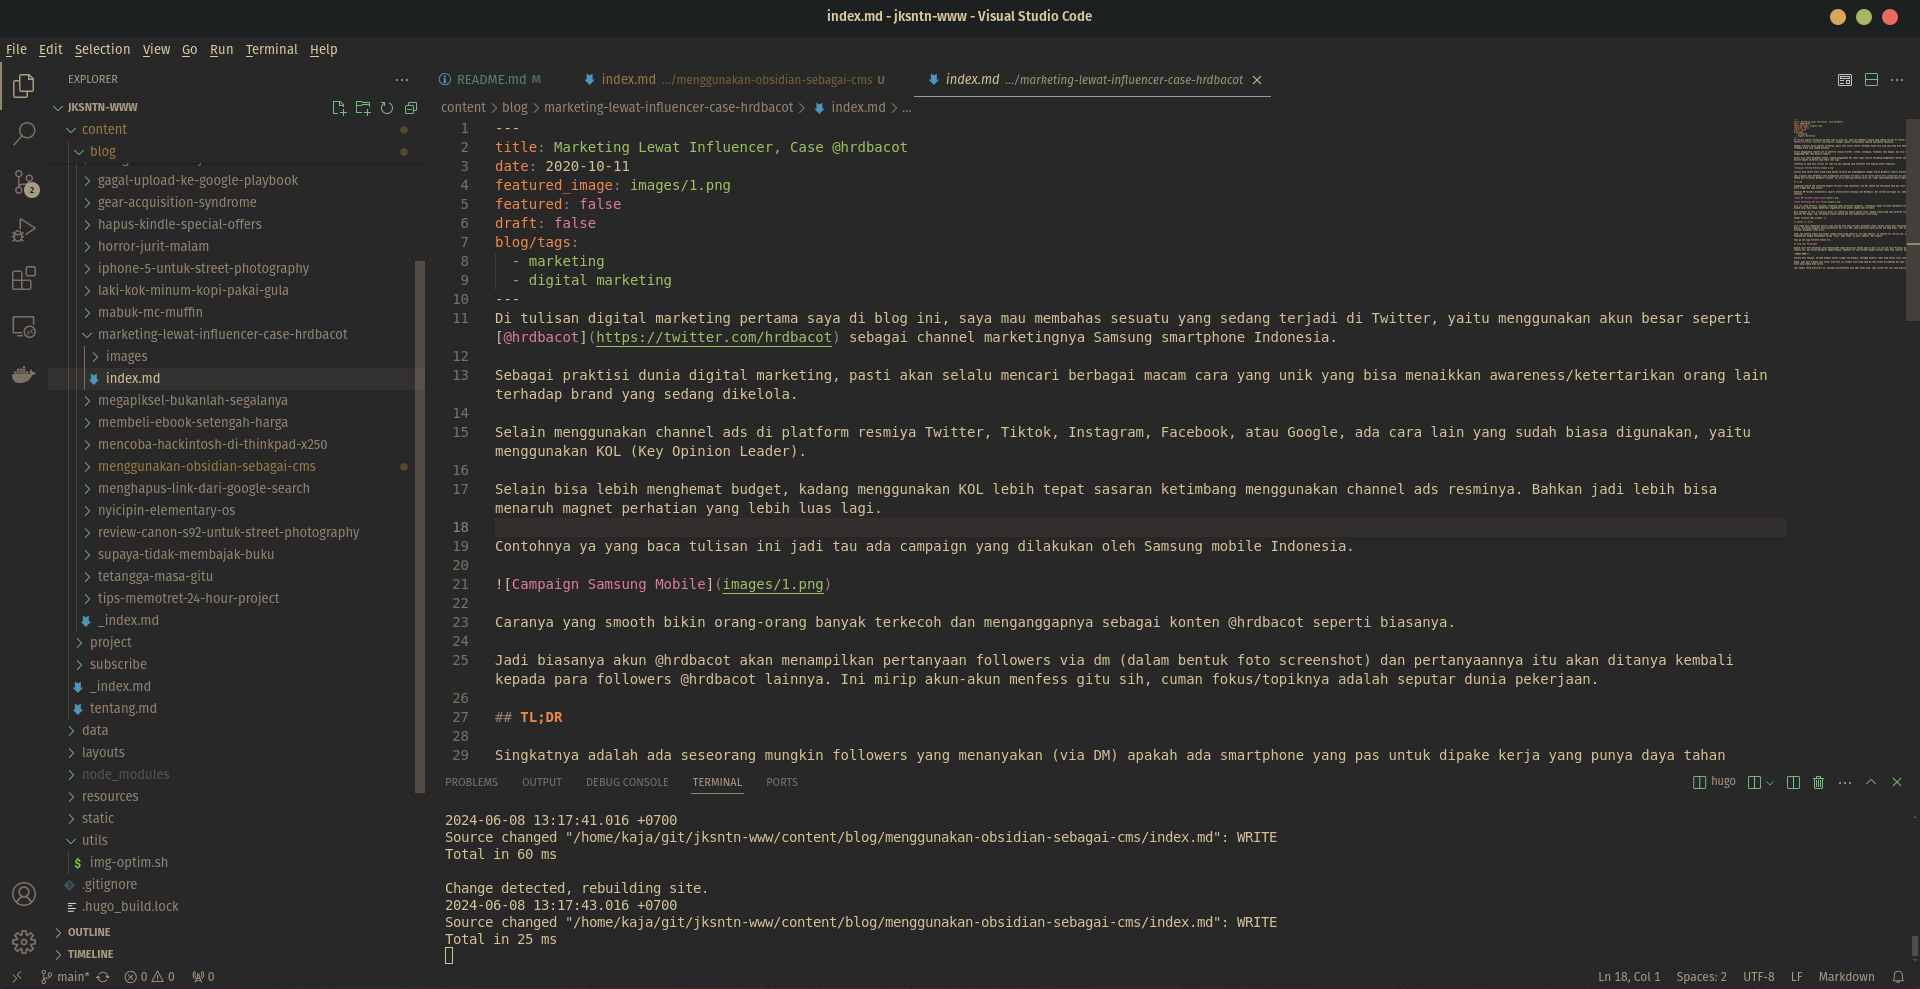 index.md - jksntn-www - Visual Studio Code
File Edit Selection View Go Run Terminal Help
EXPLORER
JKSNTN-WWW
content
blog
gagal-upload-ke-google-playbook
gear-acquisition-syndrome
hapus-kindle-special-offers
horror-jurit-malam
iphone-5-untuk-street-photography
laki-kok-minum-kopi-pakai-gula
mabuk-mc-muffin
marketing-lewat-influencer-case-hrdbacot
images
index.md
megapiksel-bukanlah-segalanya
membeli-ebook-setengah-harga
mencoba-hackintosh-di-thinkpad-x250
menggunakan-obsidian-sebagai-cms
menghapus-link-dari-google-search
nyicipin-elementary-os
review-canon-s92-untuk-street-photography
supaya-tidak-membajak-buku
tetangga-masa-gitu
tips-memotret-24-hour-project
_index.md
project
subscribe
_index.md
tentang.md
data
layouts
node_modules
resources
static
utils
img-optim.sh
.gitignore
.hugo_build.lock
OUTLINE
TIMELINE
2
README.md M
index.md .../menggunakan-obsidian-sebagai-cms U
index.md .../marketing-lewat-influencer-case-hrdbacot
content > blog > marketing-lewat-influencer-case-hrdbacot > index.md > ...
1 ---
2 title: Marketing Lewat Influencer, Case @hrdbacot
3 date: 2020-10-11
4 featured_image: images/1.png
5 featured: false
6 draft: false
7 blog/tags:
8 - marketing
9 - digital marketing
10 ---
11 Di tulisan digital marketing pertama saya di blog ini, saya mau membahas sesuatu yang sedang terjadi di Twitter, yaitu menggunakan akun besar seperti
[@hrdbacot](https://twitter.com/hrdbacot) sebagai channel marketingnya Samsung smartphone Indonesia.
12
13 Sebagai praktisi dunia digital marketing, pasti akan selalu mencari berbagai macam cara yang unik yang bisa menaikkan awareness/ketertarikan orang lain
terhadap brand yang sedang dikelola.
14
15 Selain menggunakan channel ads di platform resmiya Twitter, Tiktok, Instagram, Facebook, atau Google, ada cara lain yang sudah biasa digunakan, yaitu
menggunakan KOL (Key Opinion Leader).
16
17 Selain bisa lebih menghemat budget, kadang menggunakan KOL lebih tepat sasaran ketimbang menggunakan channel ads resminya. Bahkan jadi lebih bisa
menaruh magnet perhatian yang lebih luas lagi.
18
19 Contohnya ya yang baca tulisan ini jadi tau ada campaign yang dilakukan oleh Samsung mobile Indonesia.
20
21 ![Campaign Samsung Mobile](images/1.png)
22
23 Caranya yang smooth bikin orang-orang banyak terkecoh dan menganggapnya sebagai konten @hrdbacot seperti biasanya.
24
25 Jadi biasanya akun @hrdbacot akan menampilkan pertanyaan followers via dm (dalam bentuk foto screenshot) dan pertanyaannya itu akan ditanya kembali
kepada para followers @hrdbacot lainnya. Ini mirip akun-akun menfess gitu sih, cuman fokus/topiknya adalah seputar dunia pekerjaan.
26
27 ## TL;DR
28
29 Singkatnya adalah ada seseorang mungkin followers yang menanyakan (via DM) apakah ada smartphone yang pas untuk dipake kerja yang punya daya tahan
PROBLEMS OUTPUT DEBUG CONSOLE TERMINAL PORTS
hugo
2024-06-08 13:17:41.016 +0700
Source changed "/home/kaja/git/jksntn-www/content/blog/menggunakan-obsidian-sebagai-cms/index.md": WRITE
Total in 60 ms
Change detected, rebuilding site.
2024-06-08 13:17:43.016 +0700
Source changed "/home/kaja/git/jksntn-www/content/blog/menggunakan-obsidian-sebagai-cms/index.md": WRITE
Total in 25 ms
main* 0 0 0
Ln 18, Col 1 Spaces: 2 UTF-8 LF Markdown